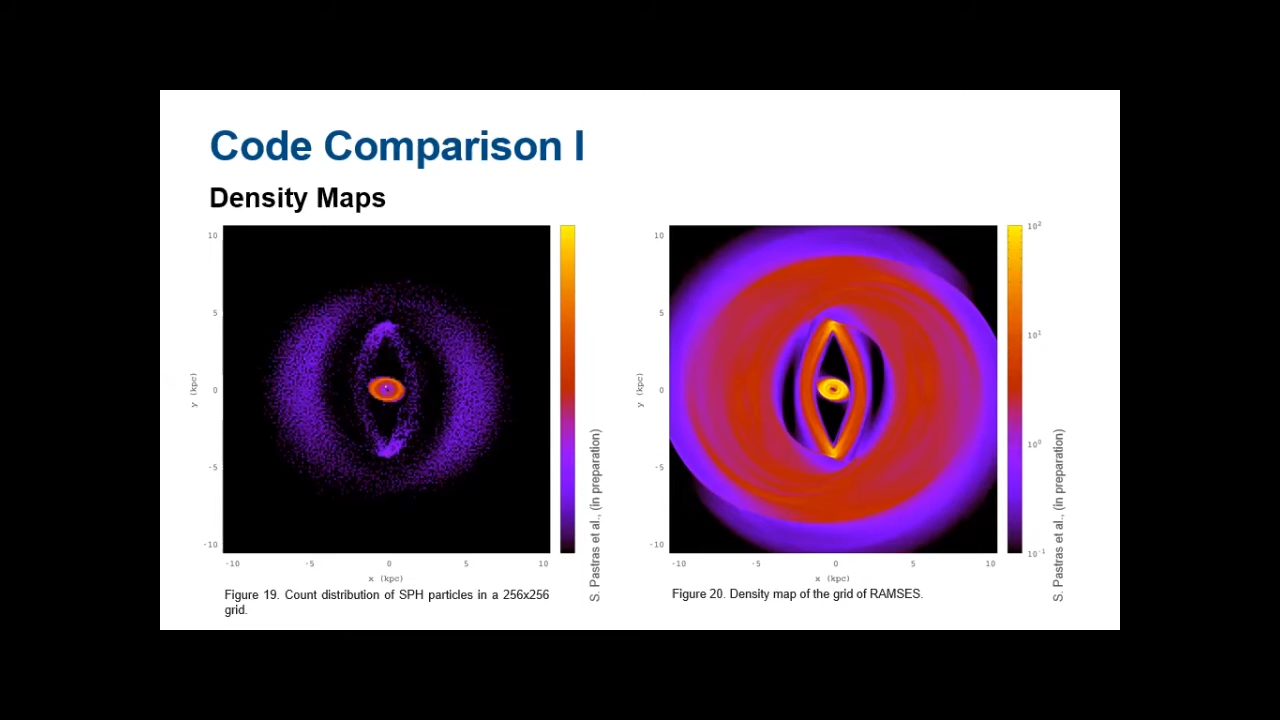 Code Comparison I
Density Maps
10
5
0
-5
-10
y (kpc)
-10
-5
0
5
10
x (kpc)
S. Pastras et al., (in preparation)
Figure 19. Count distribution of SPH particles in a 256x256
grid.
10
5
0
-5
-10
y (kpc)
-10
-5
0
5
10
x (kpc)
10²
10¹
10⁰
10⁻¹
S. Pastras et al., (in preparation)
Figure 20. Density map of the grid of RAMSES.